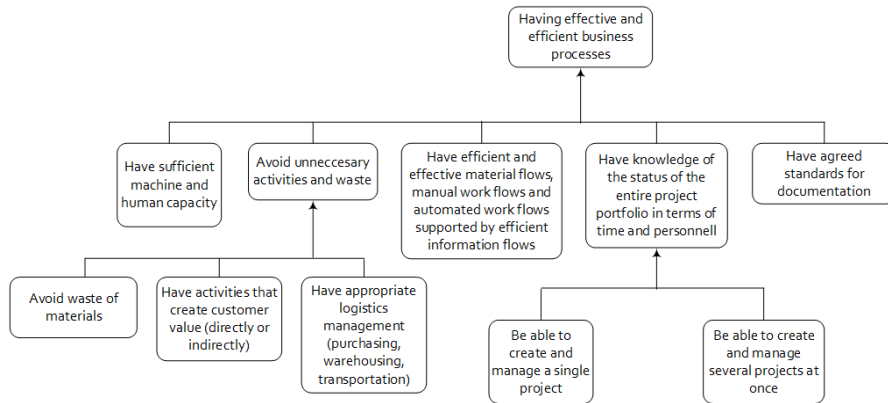 Having effective and
efficient business
processes
Have sufficient
machine and
human capacity
Avoid unneccesary
activities and waste
Have efficient and
effective material flows,
manual work flows and
automated work flows
supported by efficient
information flows
Have knowledge of
the status of the
entire project
portfolio in terms of
time and personnell
Have agreed
standards for
documentation
Avoid waste of
materials
Have activities that
create customer
value (directly or
indirectly)
Have appropriate
logistics
management
(purchasing,
warehousing,
transportation)
Be able to
create and
manage a single
project
Be able to create
and manage
several projects at
once